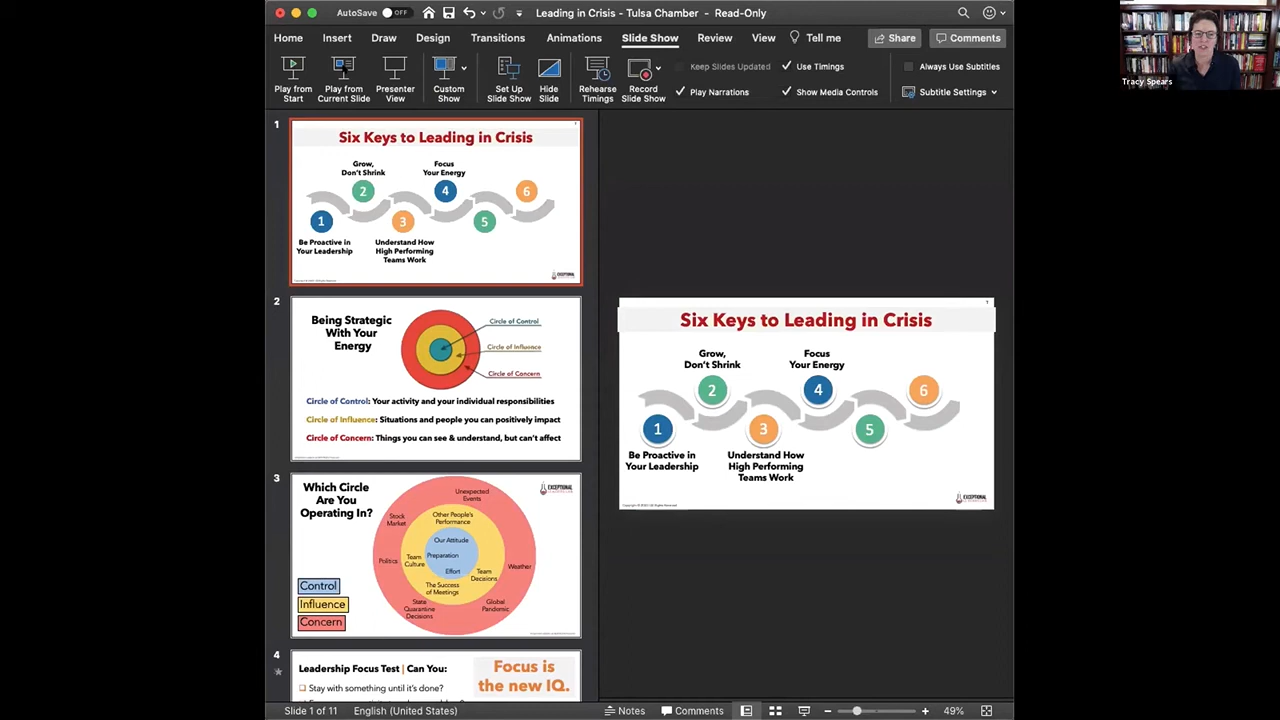 AutoSave OFF
Leading in Crisis - Tulsa Chamber - Read-Only
Home Insert Draw Design Transitions Animations Slide Show Review View Tell me Share Comments
Play from Start
Play from Current Slide
Presenter View
Custom Show
Set Up Slide Show
Hide Slide
Rehearse Timings
Record Slide Show
Keep Slides Updated
Use Timings
Play Narrations
Show Media Controls
Always Use Subtitles
Subtitle Settings
Tracy Spears
1
Six Keys to Leading in Crisis
Grow,
Don't Shrink
Focus
Your Energy
2
4
6
1
3
5
Be Proactive in
Your Leadership
Understand How
High Performing
Teams Work
EXCEPTIONAL
2
Being Strategic
With Your
Energy
Circle of Control
Circle of Influence
Circle of Concern
Circle of Control: Your activity and your individual responsibilities
Circle of Influence: Situations and people you can positively impact
Circle of Concern: Things you can see & understand, but can't affect
3
Which Circle
Are You
Operating In?
EXCEPTIONAL
Unexpected
Events
Stock
Market
Other People's
Performance
Our Attitude
Politics
Team
Culture
Preparation
Effort
Team
Decisions
Weather
The Success
of Meetings
State
Quarantine
Decisions
Global
Pandemic
Control
Influence
Concern
4
Leadership Focus Test | Can You:
Stay with something until it's done?
Focus is
the new IQ.
Six Keys to Leading in Crisis
Grow,
Don't Shrink
Focus
Your Energy
2
4
6
1
3
5
Be Proactive in
Your Leadership
Understand How
High Performing
Teams Work
EXCEPTIONAL
Slide 1 of 11 English (United States) Notes Comments 49%